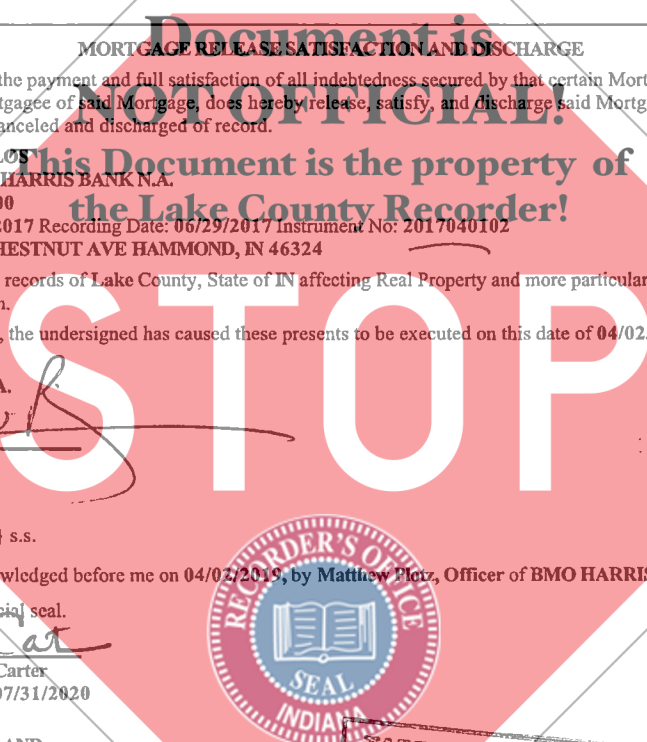 Document is
MORTGAGE RELEASE SATISFACTION AND DISCHARGE
the payment and full satisfaction of all indebtedness secured by that certain Mort
NOT OFFICIAL!
tgagee of said Mortgage, does hereby release, satisfy, and discharge said Mortg
anceled and discharged of record.
LOS
This Document is the property of
HARRIS BANK N.A.
00
the Lake County Recorder!
2017 Recording Date: 06/29/2017 Instrument No: 2017040102
HESTNUT AVE HAMMOND, IN 46324
records of Lake County, State of IN affecting Real Property and more particular
n.
, the undersigned has caused these presents to be executed on this date of 04/02
STOP
A.
} s.s.
wledged before me on 04/02/2019, by Matthew Plotz, Officer of BMO HARRIS
cial seal.
Carter
07/31/2020
RECORDER'S OFFICE
SEAL
INDIANA